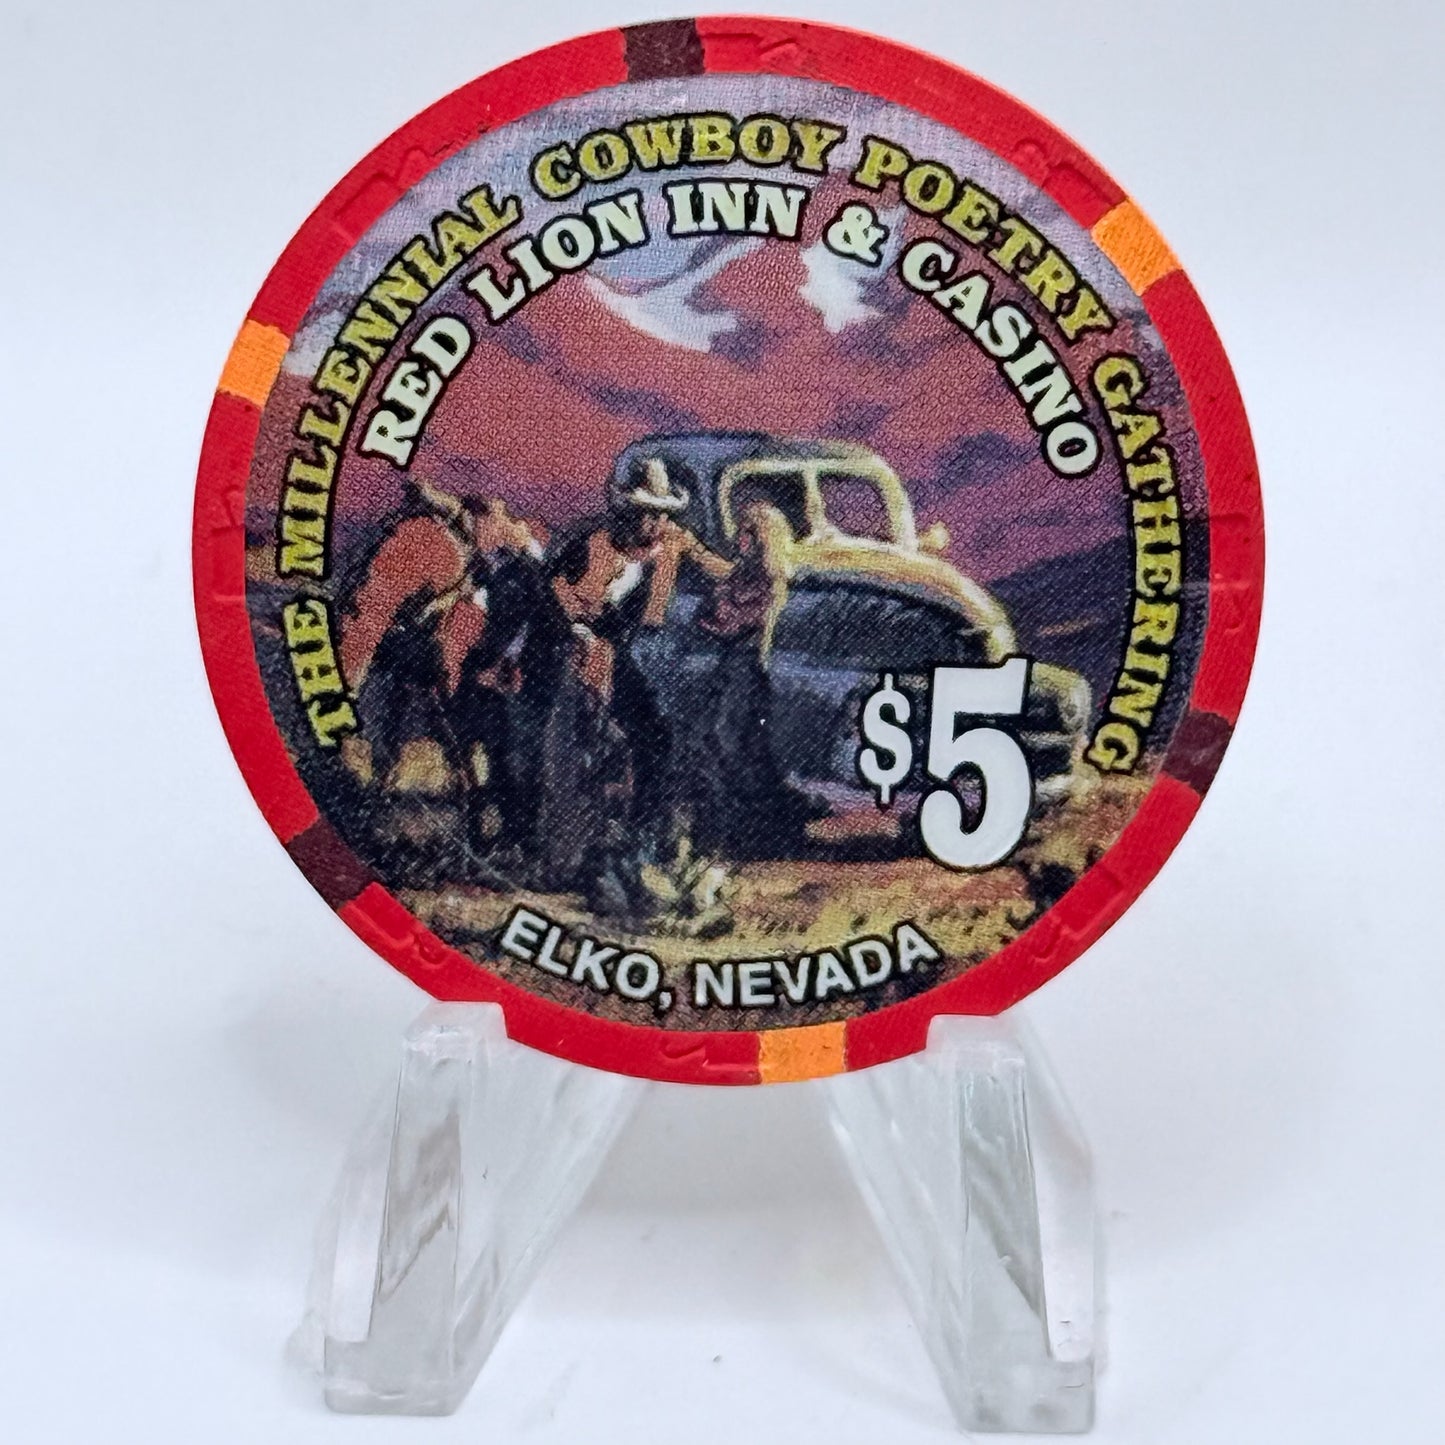 THE MILLENNIAL COWBOY POETRY GATHERING
RED LION INN & CASINO
$5
ELKO, NEVADA